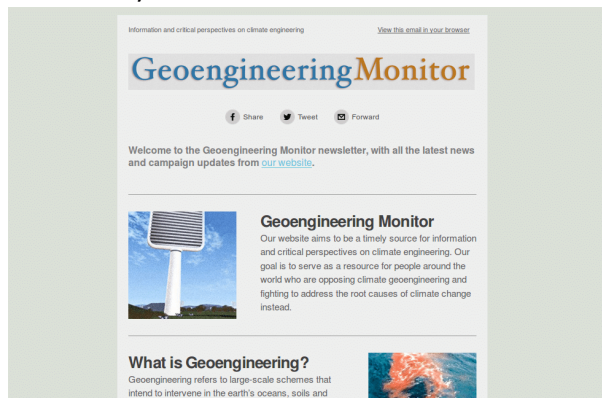 Information and critical perspectives on climate engineering
View this email in your browser
GeoengineeringMonitor
Share
Tweet
Forward
Welcome to the Geoengineering Monitor newsletter, with all the latest news
and campaign updates from our website.
Geoengineering Monitor
Our website aims to be a timely source for information
and critical perspectives on climate engineering. Our
goal is to serve as a resource for people around the
world who are opposing climate geoengineering and
fighting to address the root causes of climate change
instead.
What is Geoengineering?
Geoengineering refers to large-scale schemes that
intend to intervene in the earth's oceans, soils and